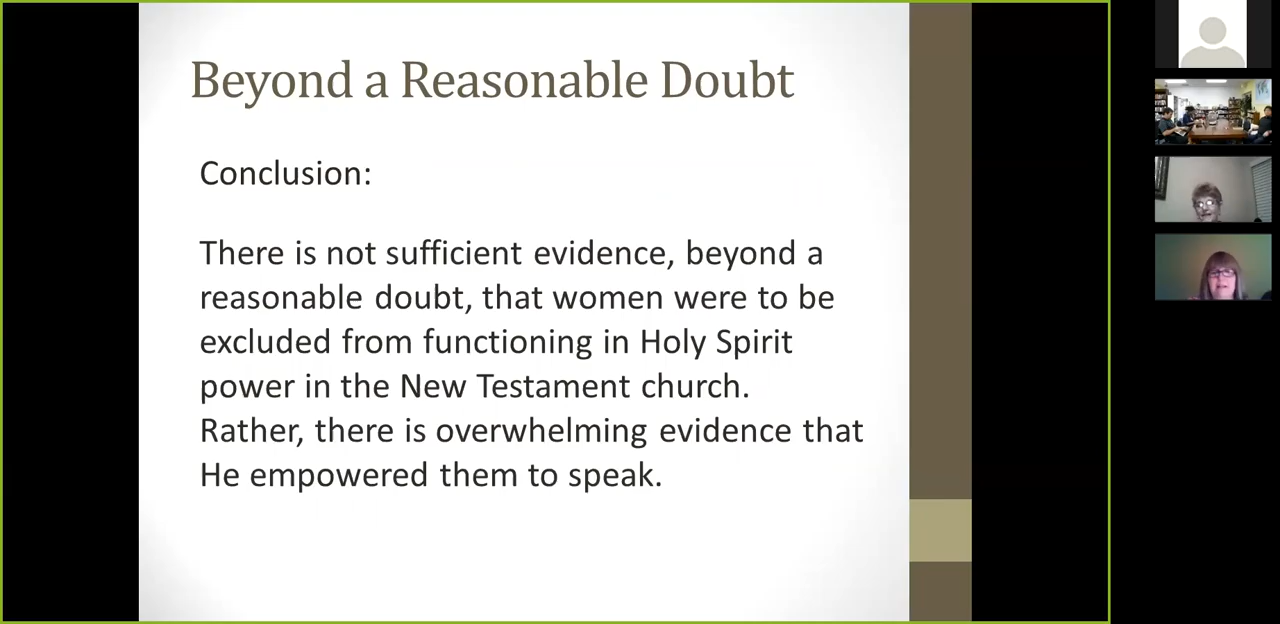 Beyond a Reasonable Doubt
Conclusion:
There is not sufficient evidence, beyond a
reasonable doubt, that women were to be
excluded from functioning in Holy Spirit
power in the New Testament church.
Rather, there is overwhelming evidence that
He empowered them to speak.